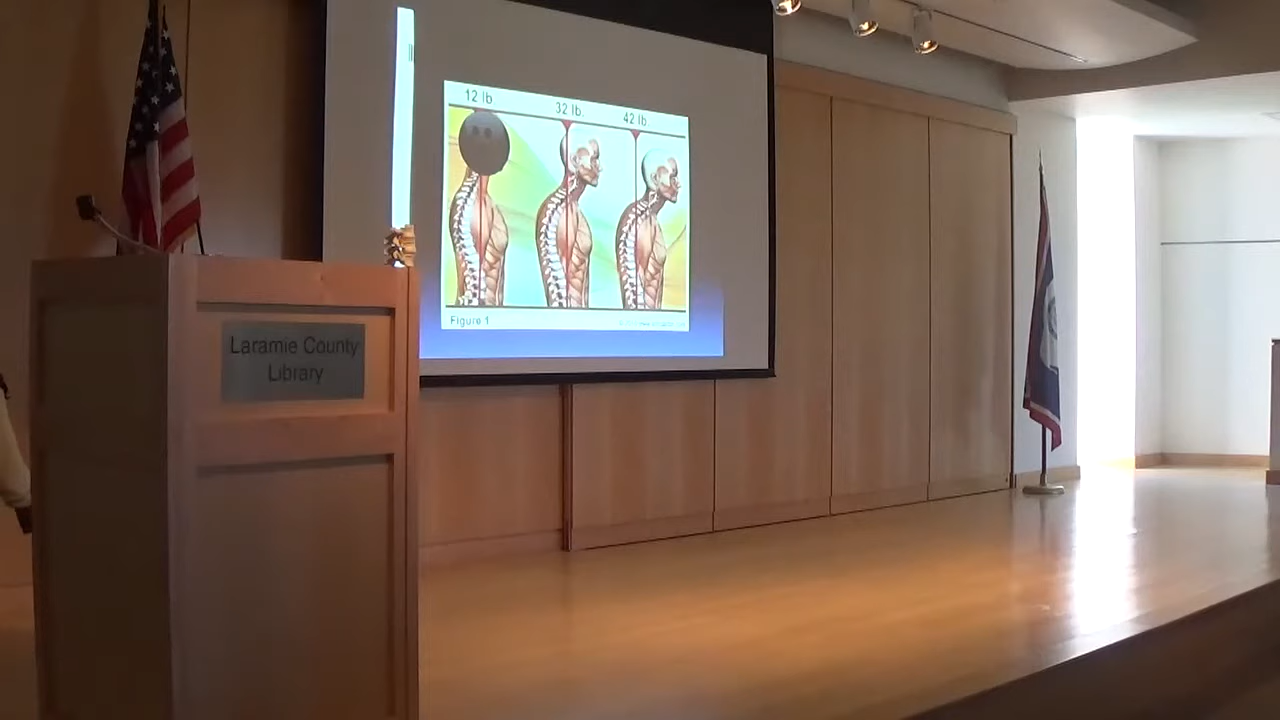 12 lb
32 lb.
42 lb
Figure 1
Laramie County
Library